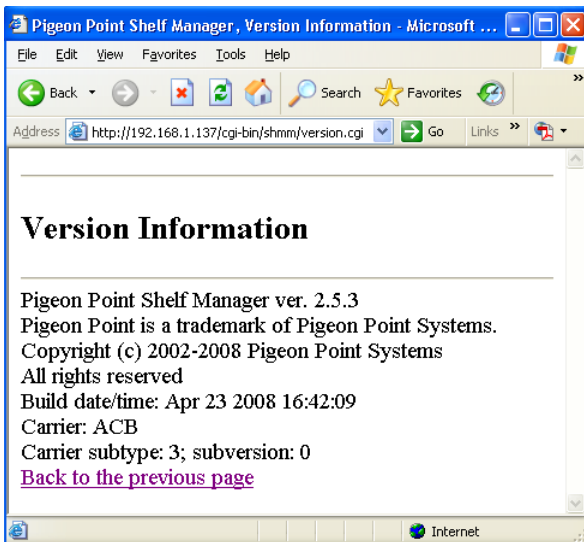 Pigeon Point Shelf Manager, Version Information - Microsoft ...
File Edit View Favorites Tools Help
Back Search Favorites »
Address http://192.168.1.137/cgi-bin/shmm/version.cgi Go Links »
Version Information
Pigeon Point Shelf Manager ver. 2.5.3
Pigeon Point is a trademark of Pigeon Point Systems.
Copyright (c) 2002-2008 Pigeon Point Systems
All rights reserved
Build date/time: Apr 23 2008 16:42:09
Carrier: ACB
Carrier subtype: 3; subversion: 0
Back to the previous page
Internet